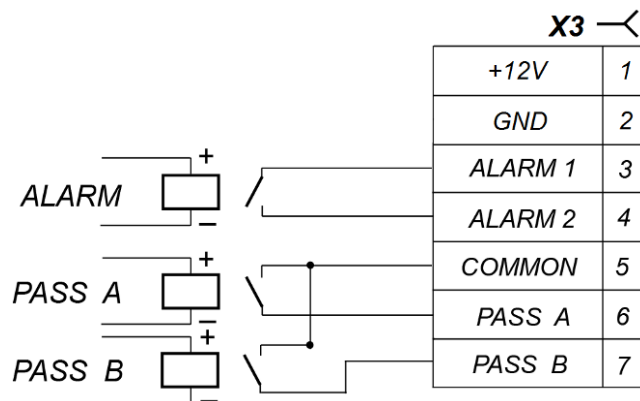 X3
+12V 1
GND 2
+
ALARM 1 3
ALARM
−
ALARM 2 4
+
COMMON 5
PASS A
−
PASS A 6
+
PASS B
PASS B 7
−